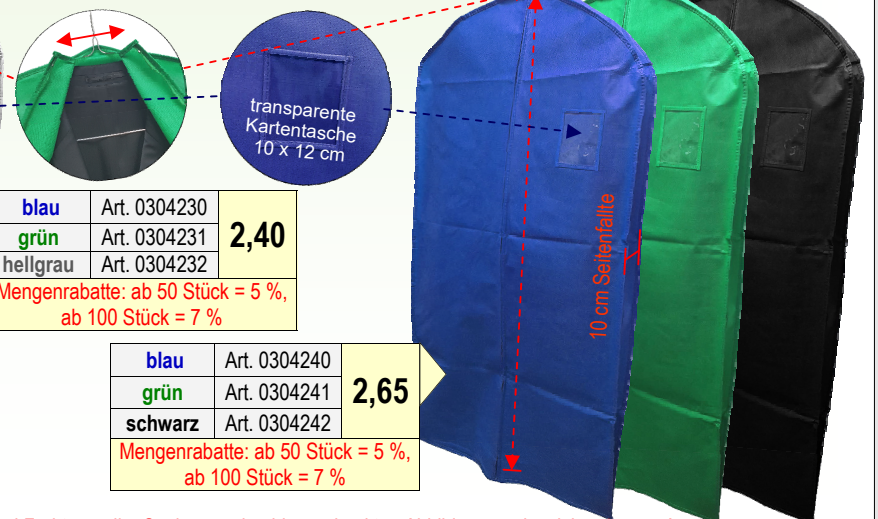 transparente
Kartentasche
10 x 12 cm
10 cm Seitenfallte
blau Art. 0304230
grün Art. 0304231
hellgrau Art. 0304232
2,40
Mengenrabatte: ab 50 Stück = 5 %,
ab 100 Stück = 7 %
blau Art. 0304240
grün Art. 0304241
schwarz Art. 0304242
2,65
Mengenrabatte: ab 50 Stück = 5 %,
ab 100 Stück = 7 %